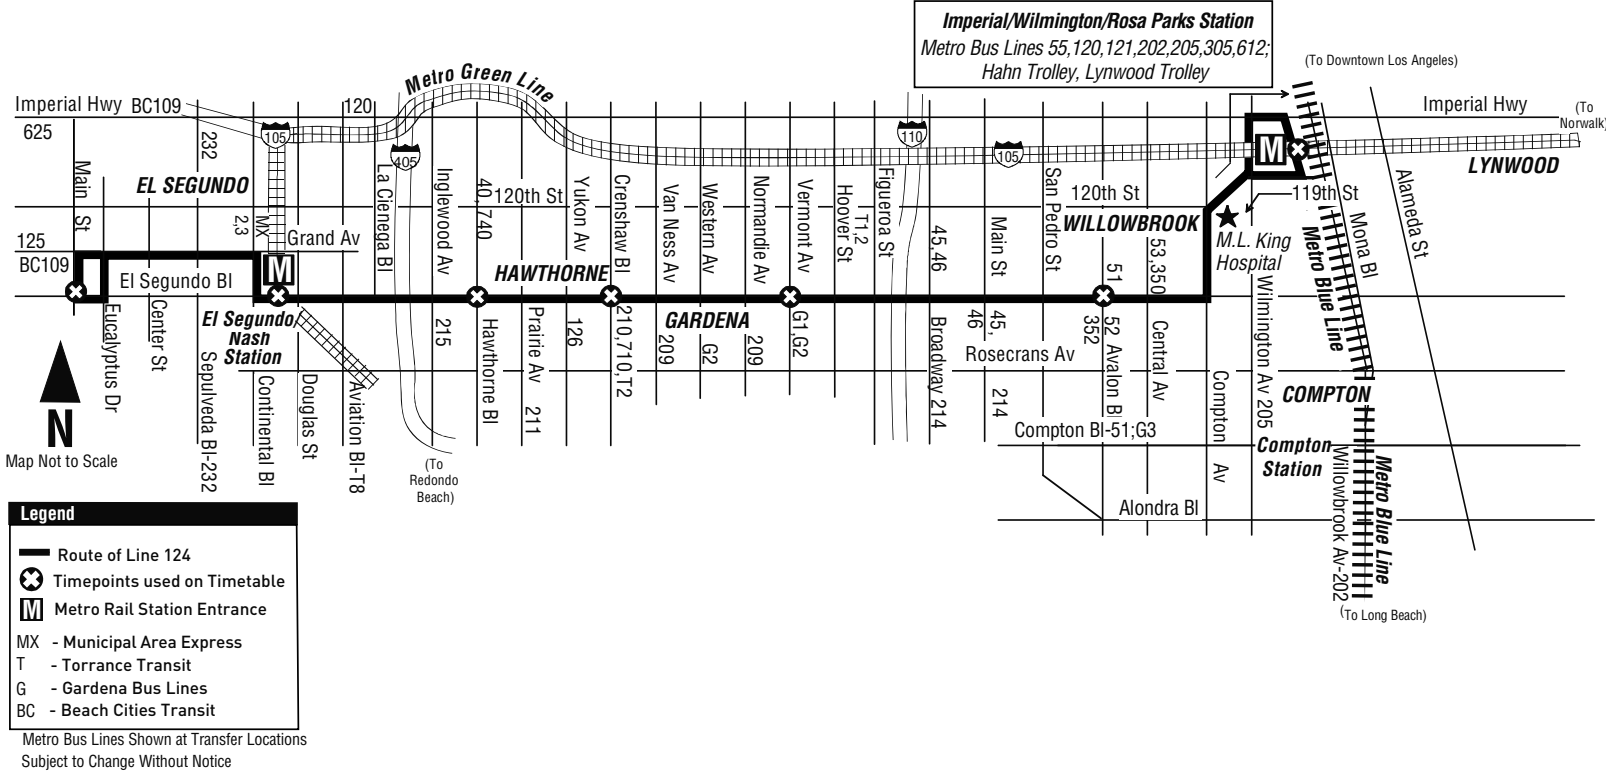 Imperial/Wilmington/Rosa Parks Station
Metro Bus Lines 55,120,121,202,205,305,612;
Hahn Trolley, Lynwood Trolley
(To Downtown Los Angeles)
Metro Green Line
Imperial Hwy
BC109
120
Imperial Hwy
(To
Norwalk)
625
232
105
405
110
105
M
LYNWOOD
Main St
EL SEGUNDO
2,3
MX
La Cienega Bl
Inglewood Av
40, 740
120th St
Yukon Av
Crenshaw Bl
Van Ness Av
Western Av
Normandie Av
Vermont Av
Hoover St
T1,2
Figueroa St
45,46
Main St
San Pedro St
120th St
119th St
WILLOWBROOK
M.L. King
Hospital
Metro Blue Line
Mona Bl
Alameda St
125
BC109
Grand Av
M
El Segundo Bl
HAWTHORNE
51
53,350
Wilmington Av 205
El Segundo/
Nash
Station
GARDENA
Eucalyptus Dr
Center St
Sepulveda Bl-232
Continental Bl
Douglas St
Aviation Bl-T8
215
Hawthorne Bl
Prairie Av
211
126
210,710,T2
209
G2
209
G1,G2
Broadway 214
46
45,
214
Rosecrans Av
352
52
Avalon Bl
Central Av
Compton Av
COMPTON
Compton Bl-51;G3
Compton
Station
Willowbrook Av-202
Metro Blue Line
Alondra Bl
(To Long Beach)
(To
Redondo
Beach)
N
Map Not to Scale
Legend
Route of Line 124
Timepoints used on Timetable
M Metro Rail Station Entrance
MX - Municipal Area Express
T - Torrance Transit
G - Gardena Bus Lines
BC - Beach Cities Transit
Metro Bus Lines Shown at Transfer Locations
Subject to Change Without Notice